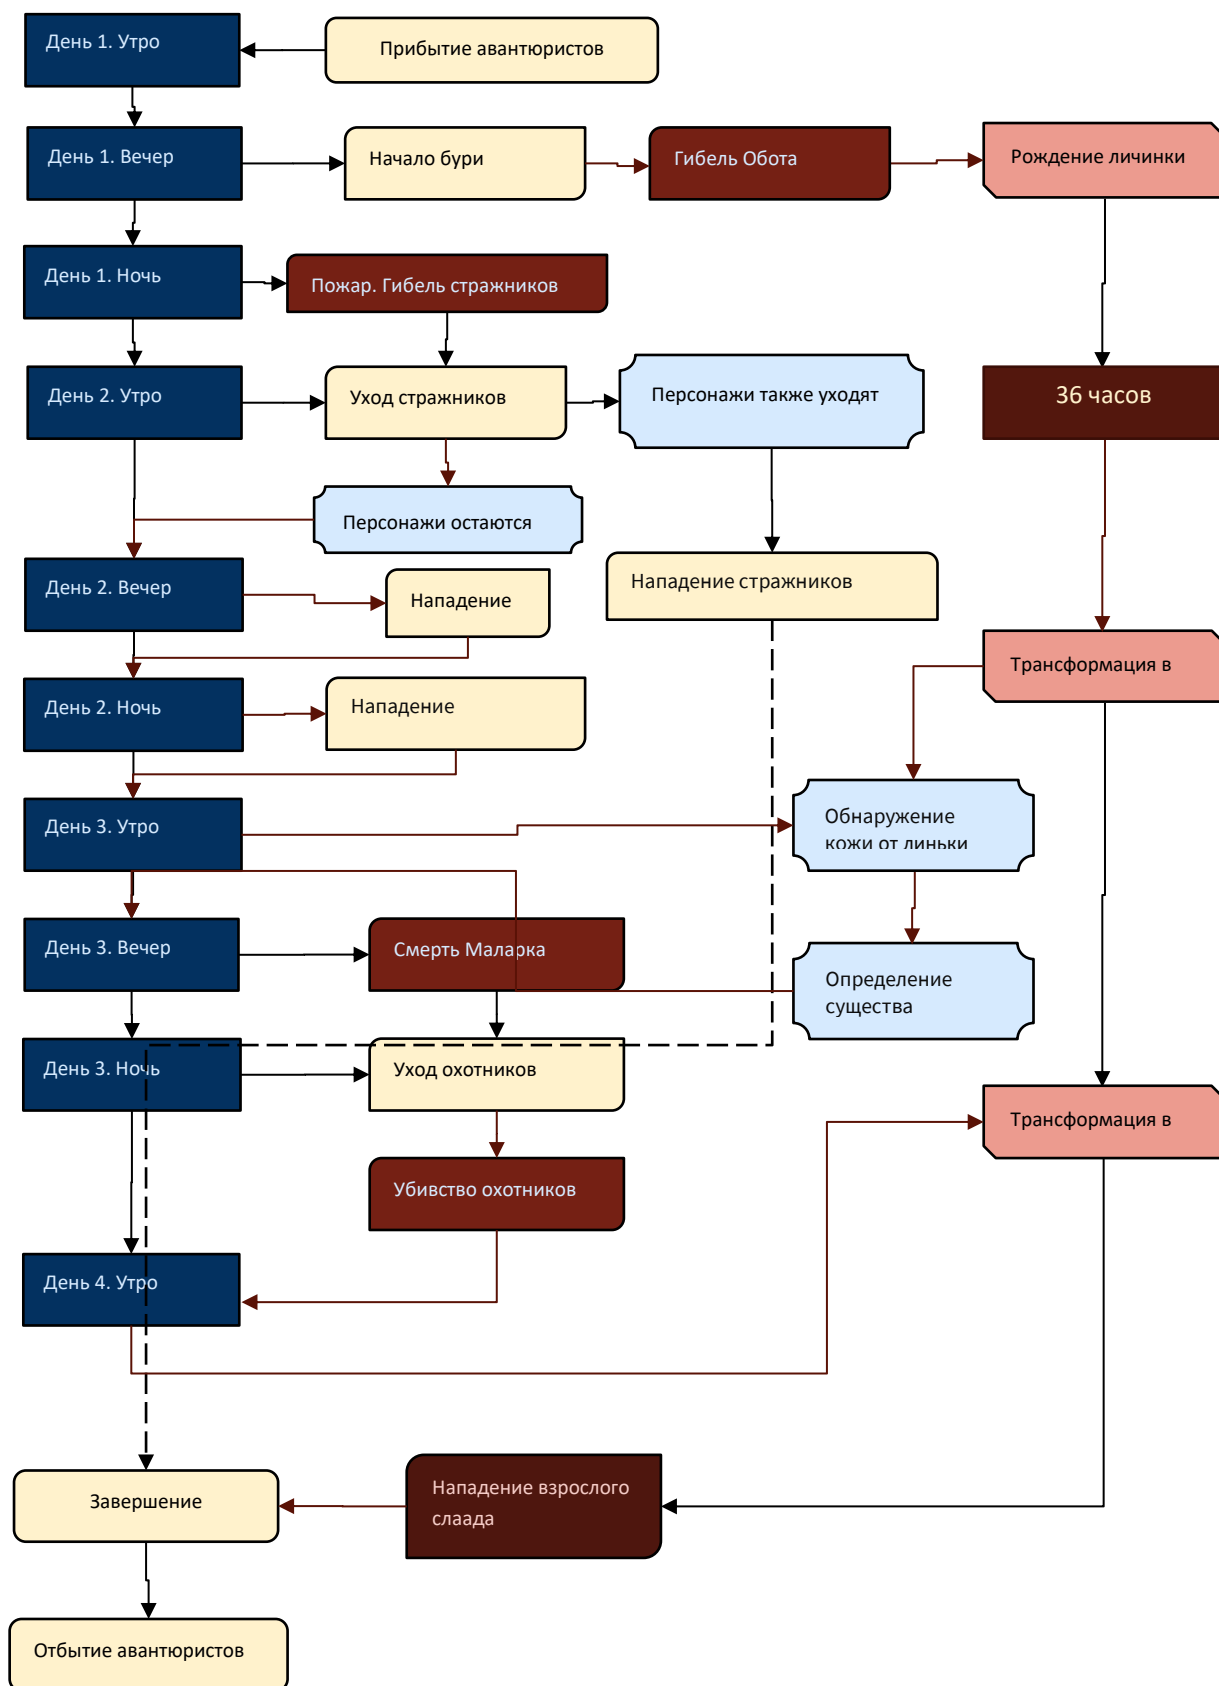 День 1. Утро
Прибытие авантюристов
День 1. Вечер
Начало бури
Гибель Обота
Рождение личинки
День 1. Ночь
Пожар. Гибель стражников
День 2. Утро
Уход стражников
Персонажи также уходят
36 часов
Персонажи остаются
День 2. Вечер
Нападение
Нападение стражников
Трансформация в
День 2. Ночь
Нападение
День 3. Утро
Обнаружение
кожи от линьки
День 3. Вечер
Смерть Маларка
Определение
существа
День 3. Ночь
Уход охотников
Трансформация в
Убивство охотников
День 4. Утро
Нападение взрослого
слаада
Завершение
Отбытие авантюристов